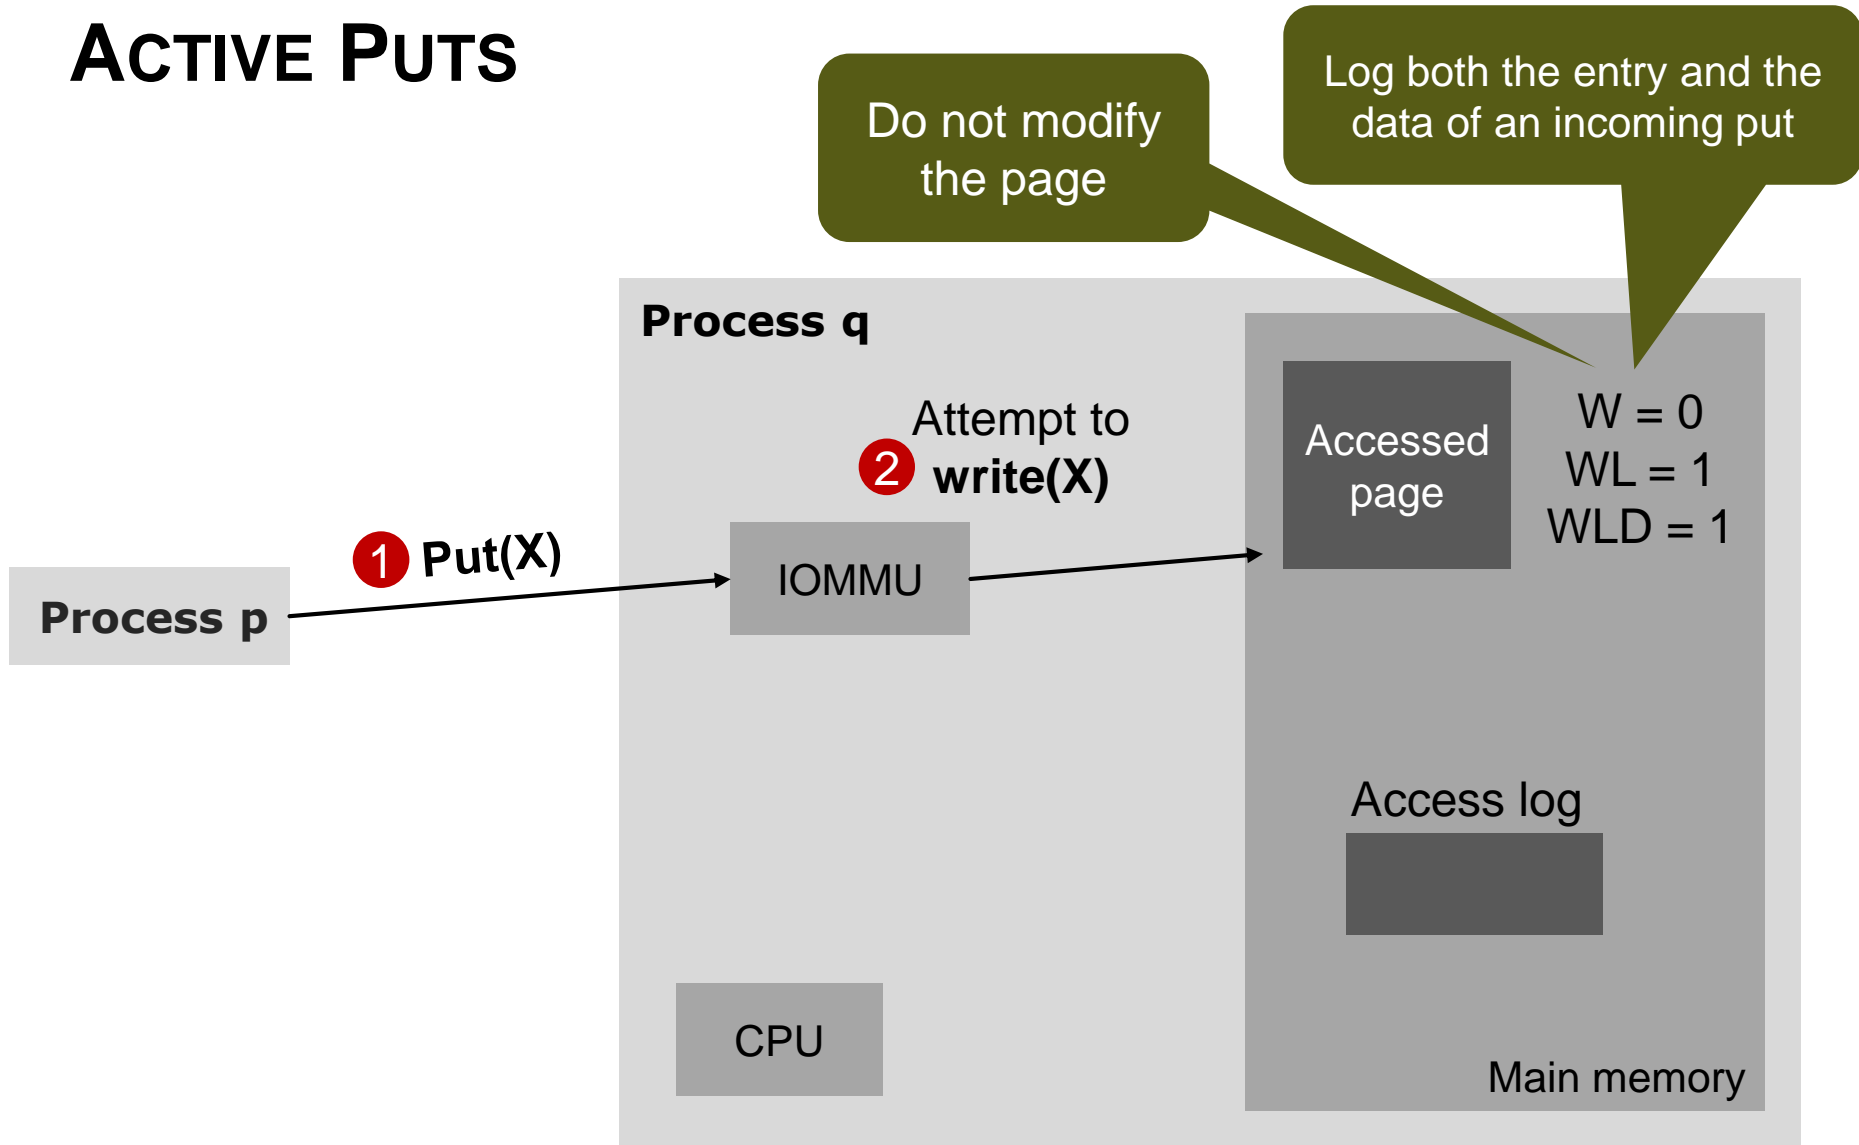 ACTIVE PUTS
Do not modify
the page
Log both the entry and the
data of an incoming put
Process q
Attempt to
2 write(X)
Accessed
page
W = 0
WL = 1
WLD = 1
1 Put(X)
IOMMU
Process p
Access log
CPU
Main memory